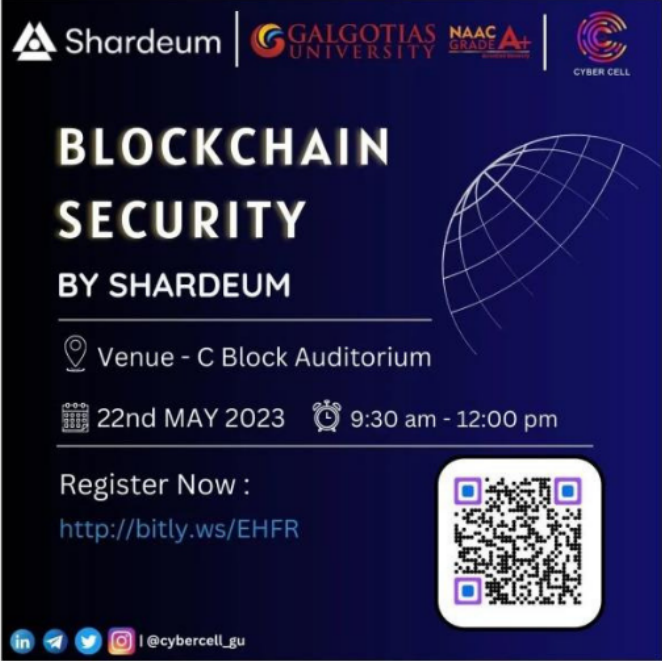 Shardeum
GALGOTIAS
UNIVERSITY
NAAC
GRADE A+
CYBER CELL
BLOCKCHAIN
SECURITY
BY SHARDEUM
Venue - C Block Auditorium
22nd MAY 2023 9:30 am - 12:00 pm
Register Now :
http://bitly.ws/EHFR
in | @cybercell_gu